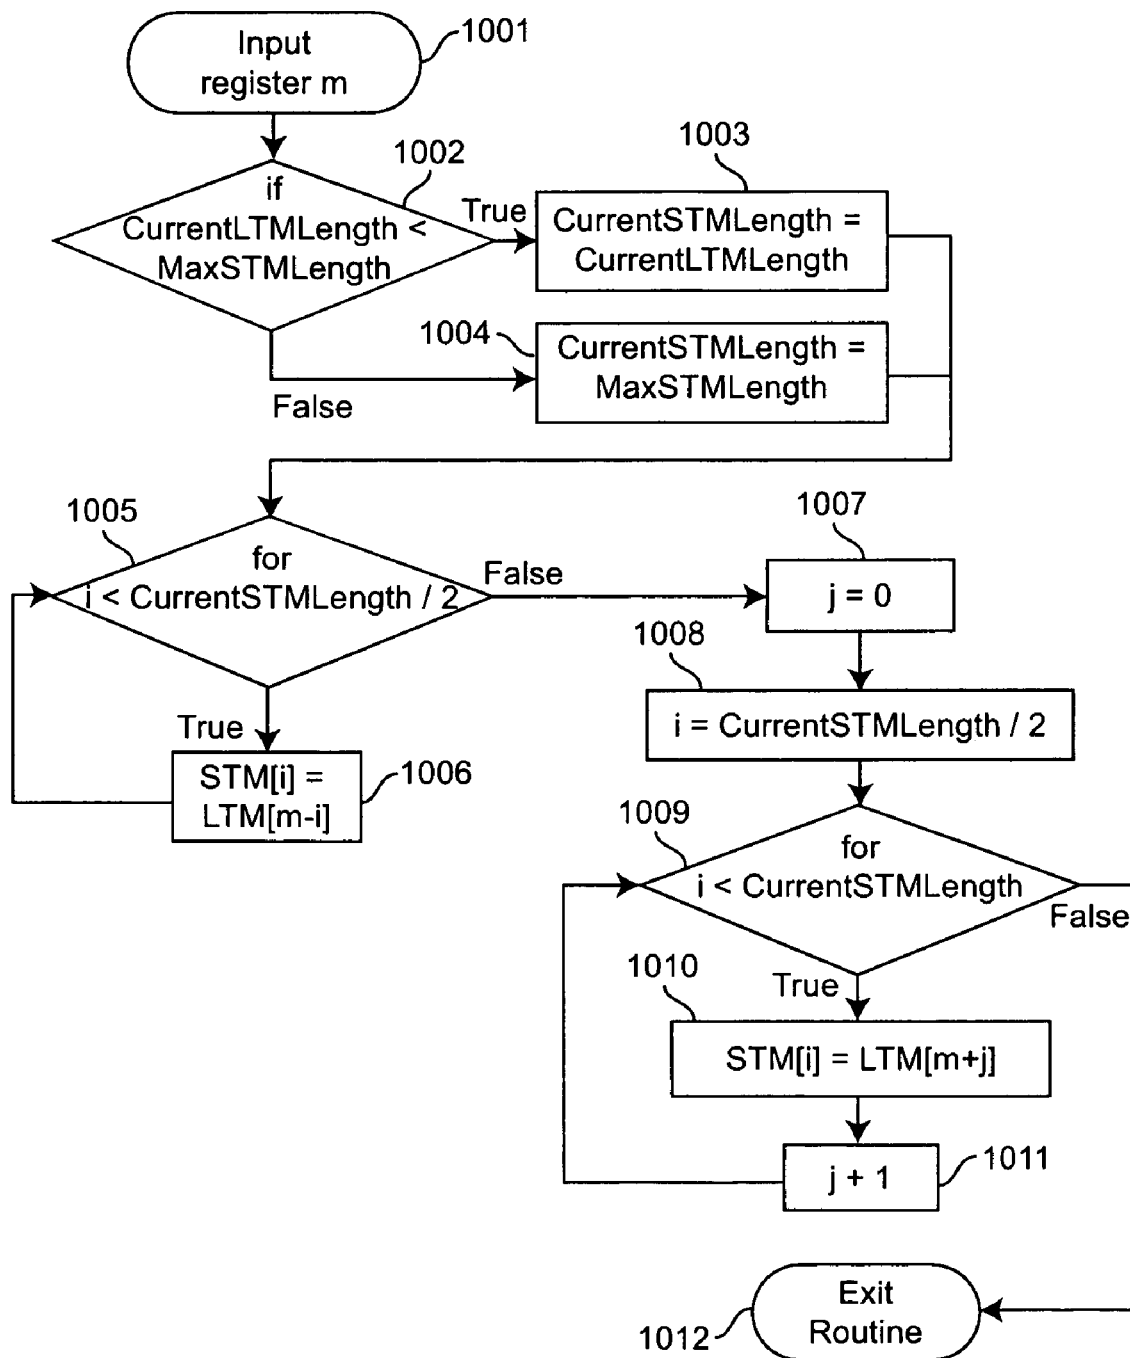 Input
register m
1001
1002
if
CurrentLTMLength <
MaxSTMLength
True
1003
CurrentSTMLength =
CurrentLTMLength
1004
CurrentSTMLength =
MaxSTMLength
False
1005
for
i < CurrentSTMLength / 2
False
1007
j = 0
1008
i = CurrentSTMLength / 2
True
STM[i] =
LTM[m-i]
1006
1009
for
i < CurrentSTMLength
False
1010
True
STM[i] = LTM[m+j]
j + 1
1011
Exit
Routine
1012